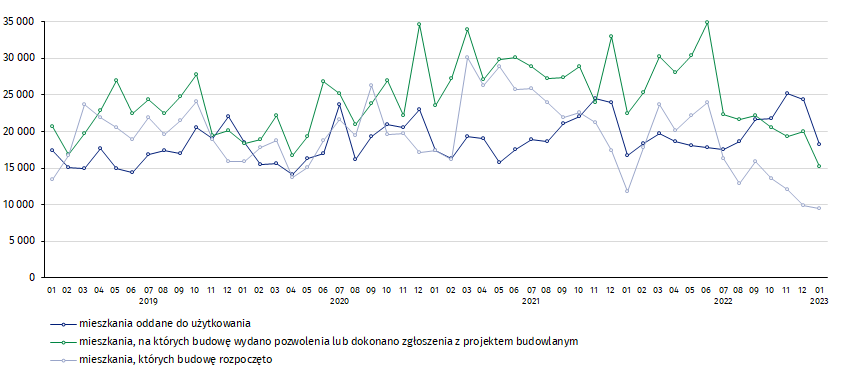 35 000
30 000
25 000
20 000
15 000
10 000
5 000
0
01 02 03 04 05 06 07 08 09 10 11 12 01 02 03 04 05 06 07 08 09 10 11 12 01 02 03 04 05 06 07 08 09 10 11 12 01 02 03 04 05 06 07 08 09 10 11 12 01
2019 2020 2021 2022 2023
mieszkania oddane do użytkowania
mieszkania, na których budowę wydano pozwolenia lub dokonano zgłoszenia z projektem budowlanym
mieszkania, których budowę rozpoczęto